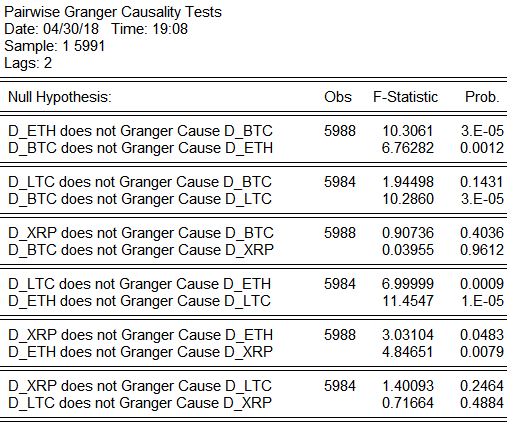 Pairwise Granger Causality Tests
Date: 04/30/18 Time: 19:08
Sample: 1 5991
Lags: 2
Null Hypothesis: Obs F-Statistic Prob.
D_ETH does not Granger Cause D_BTC 5988 10.3061 3.E-05
D_BTC does not Granger Cause D_ETH 6.76282 0.0012
D_LTC does not Granger Cause D_BTC 5984 1.94498 0.1431
D_BTC does not Granger Cause D_LTC 10.2860 3.E-05
D_XRP does not Granger Cause D_BTC 5988 0.90736 0.4036
D_BTC does not Granger Cause D_XRP 0.03955 0.9612
D_LTC does not Granger Cause D_ETH 5984 6.99999 0.0009
D_ETH does not Granger Cause D_LTC 11.4547 1.E-05
D_XRP does not Granger Cause D_ETH 5988 3.03104 0.0483
D_ETH does not Granger Cause D_XRP 4.84651 0.0079
D_XRP does not Granger Cause D_LTC 5984 1.40093 0.2464
D_LTC does not Granger Cause D_XRP 0.71664 0.4884